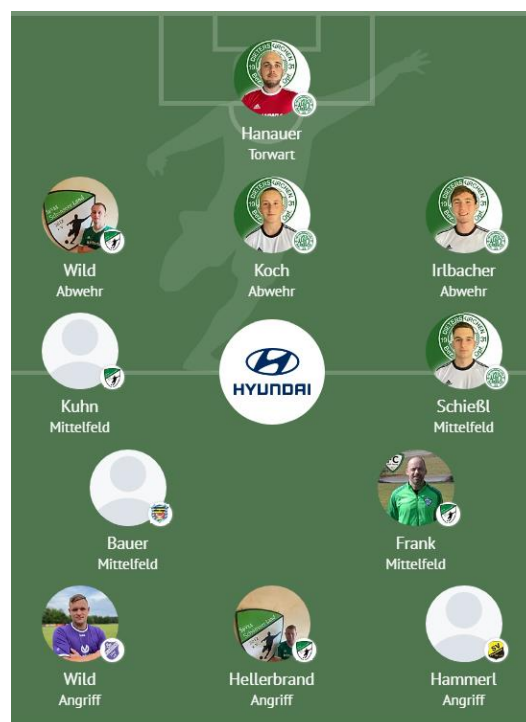 Hanauer
Torwart
Wild
Abwehr
Koch
Abwehr
Irlbacher
Abwehr
HYUNDAI
Kuhn
Mittelfeld
Schießl
Mittelfeld
Bauer
Mittelfeld
Frank
Mittelfeld
Wild
Angriff
Hellerbrand
Angriff
Hammerl
Angriff